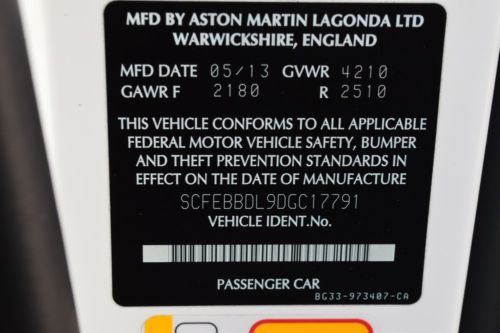 MFD BY ASTON MARTIN LAGONDA LTD
WARWICKSHIRE, ENGLAND
MFD DATE 05/13 GVWR 4210
GAWR F 2180 R 2510
THIS VEHICLE CONFORMS TO ALL APPLICABLE
FEDERAL MOTOR VEHICLE SAFETY, BUMPER
AND THEFT PREVENTION STANDARDS IN
EFFECT ON THE DATE OF MANUFACTURE
SCFEBBDL9DGC17791
VEHICLE IDENT.No.
PASSENGER CAR
BG33-973407-CA